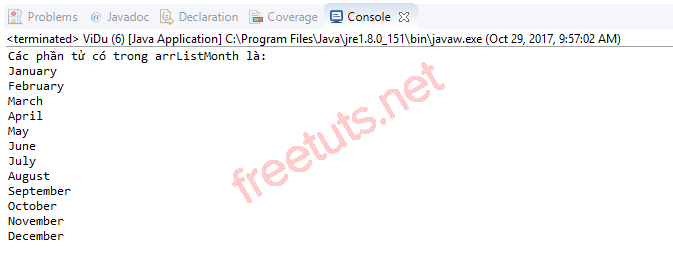 Problems @ Javadoc Declaration Coverage Console
<terminated> ViDu (6) [Java Application] C:\Program Files\Java\jre1.8.0_151\bin\javaw.exe (Oct 29, 2017, 9:57:02 AM)
Các phần tử có trong arrListMonth là:
January
February
March
April
May
June
July
August
September
October
November
December
freetuts.net